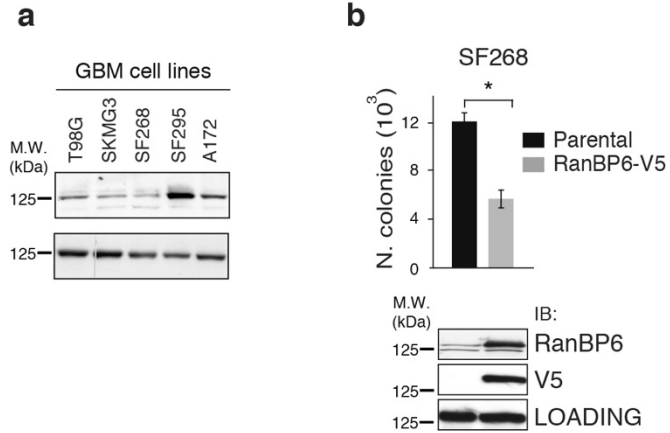 a
GBM cell lines
T98G
SKMG3
SF268
SF295
A172
M.W.
(kDa)
125
125
b
SF268
*
N. colonies (10³)
12
8
4
0
Parental
RanBP6-V5
M.W.
(kDa)
IB:
125
RanBP6
125
V5
125
LOADING